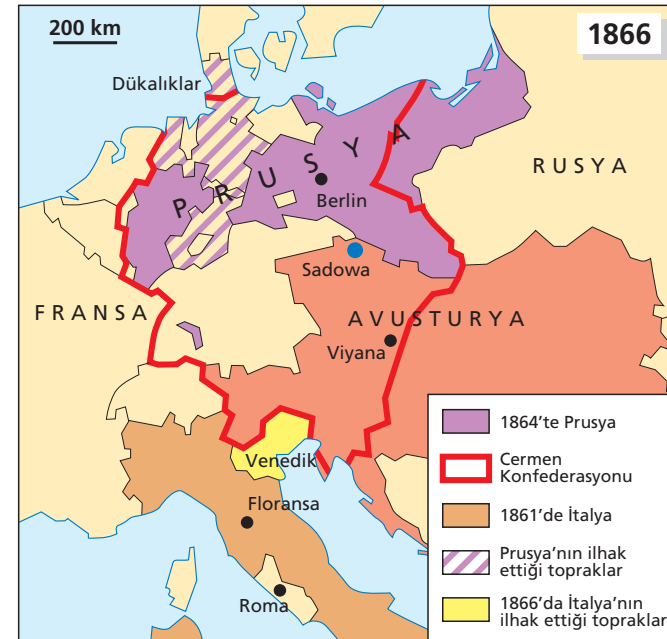 200 km
1866
Dükalıklar
PRUSYA
RUSYA
Berlin
Sadowa
FRANSA
AVUSTURYA
Viyana
Venedik
Floransa
Roma
1864'te Prusya
Cermen
Konfederasyonu
1861'de İtalya
Prusya'nın ilhak
ettiği topraklar
1866'da İtalya'nın
ilhak ettiği topraklar